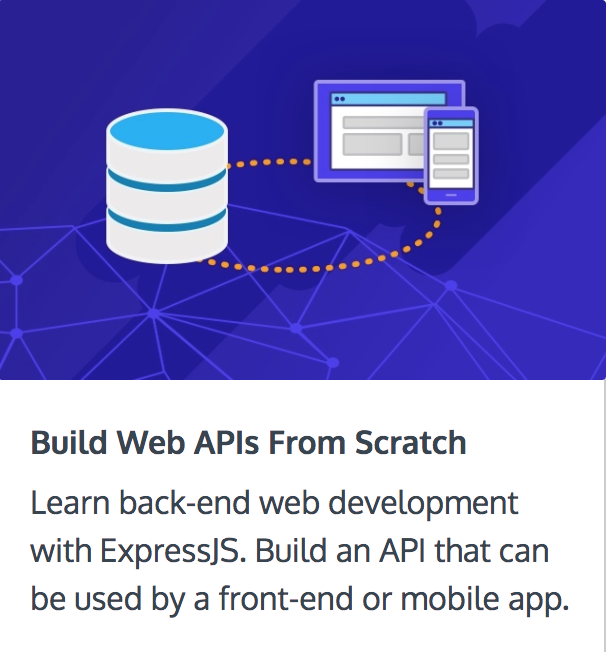 Build Web APIs From Scratch
Learn back-end web development
with ExpressJS. Build an API that can
be used by a front-end or mobile app.